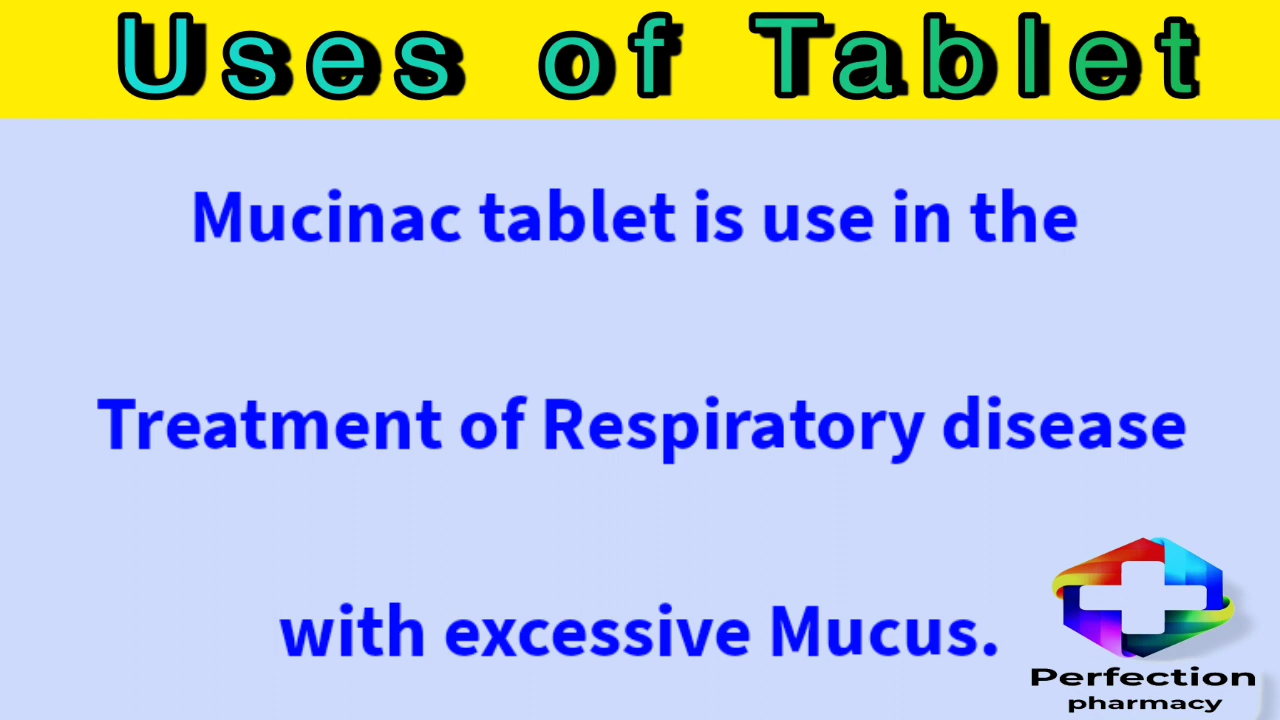 Uses of Tablet
Mucinac tablet is use in the
Treatment of Respiratory disease
with excessive Mucus.
Perfection
pharmacy